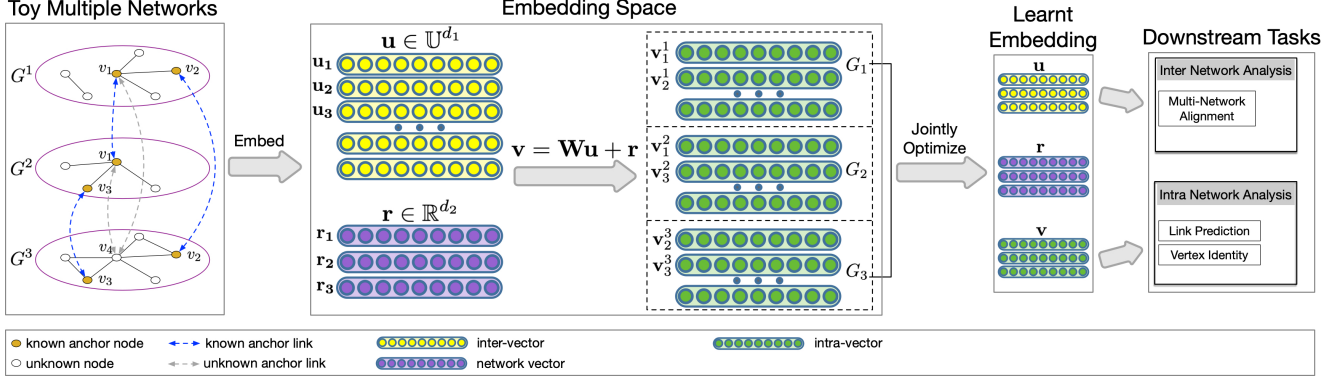 Toy Multiple Networks
G¹
v₁
v₂
G²
v₁
v₃
G³
v₄
v₂
v₃
Embed
Embedding Space
u ∈ 𝕌^{d₁}
u₁
u₂
u₃
r ∈ ℝ^{d₂}
r₁
r₂
r₃
v = Wu + r
v₁¹
v₂¹
G₁
v₁²
v₃²
G₂
v₂³
v₃³
G₃
Jointly
Optimize
Learnt
Embedding
u
r
v
Downstream Tasks
Inter Network Analysis
Multi-Network
Alignment
Intra Network Analysis
Link Prediction
Vertex Identity
known anchor node
known anchor link
inter-vector
intra-vector
unknown node
unknown anchor link
network vector